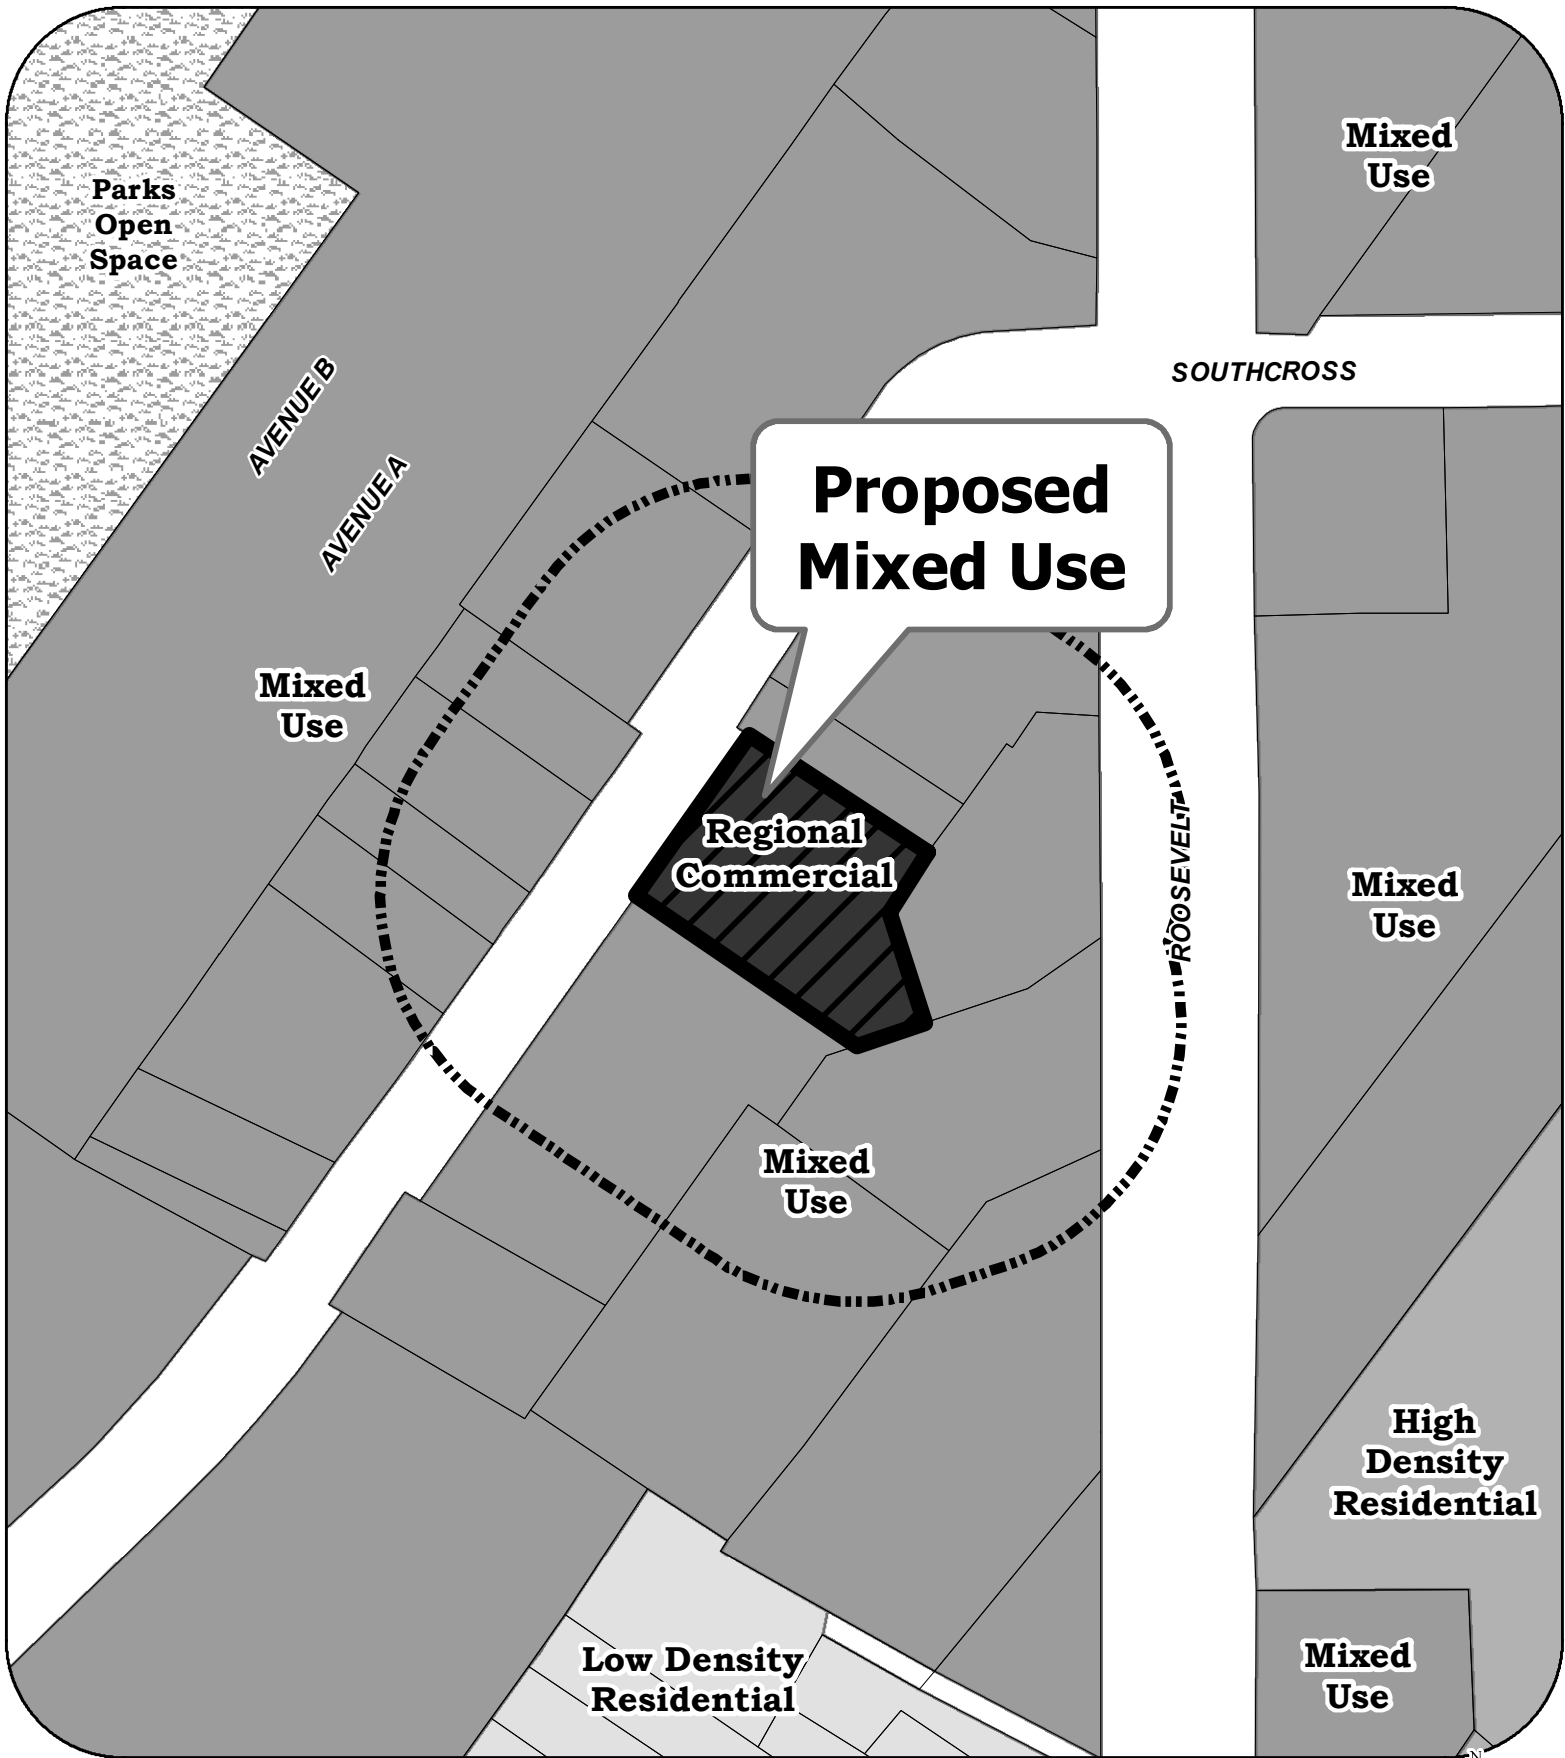 Mixed
Use
Parks
Open
Space
SOUTHCROSS
AVENUE B
AVENUE A
Proposed
Mixed Use
Mixed
Use
Regional
Commercial
ROOSEVELT
Mixed
Use
Mixed
Use
High
Density
Residential
Low Density
Residential
Mixed
Use
N